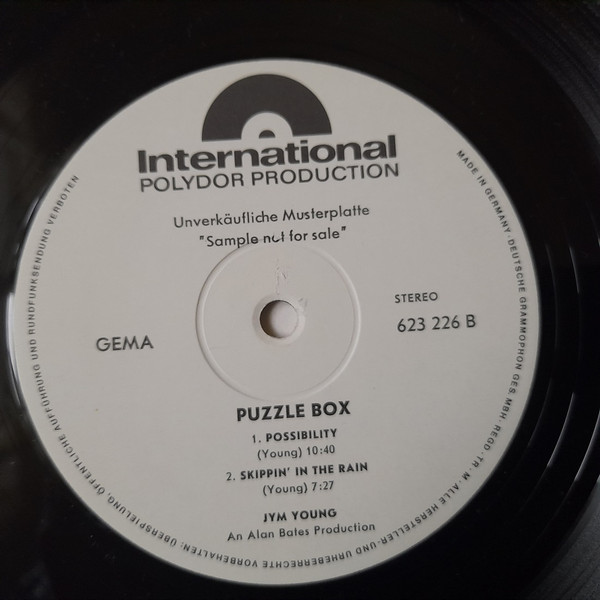 International
POLYDOR PRODUCTION
Unverkäufliche Musterplatte
"Sample not for sale"
STEREO
623 226 B
GEMA
PUZZLE BOX
1. POSSIBILITY
(Young) 10:40
2. SKIPPIN' IN THE RAIN
(Young) 7:27
JYM YOUNG
An Alan Bates Production
MADE IN GERMANY · DEUTSCHE GRAMMOPHON GES. MBH · REGD · TR · M · ALLE HERSTELLER- UND URHEBERRECHTE VORBEHALTEN: ÜBERSPIELUNG, ÖFFENTLICHE AUFFÜHRUNG UND RUNDFUNKSENDUNG VERBOTEN